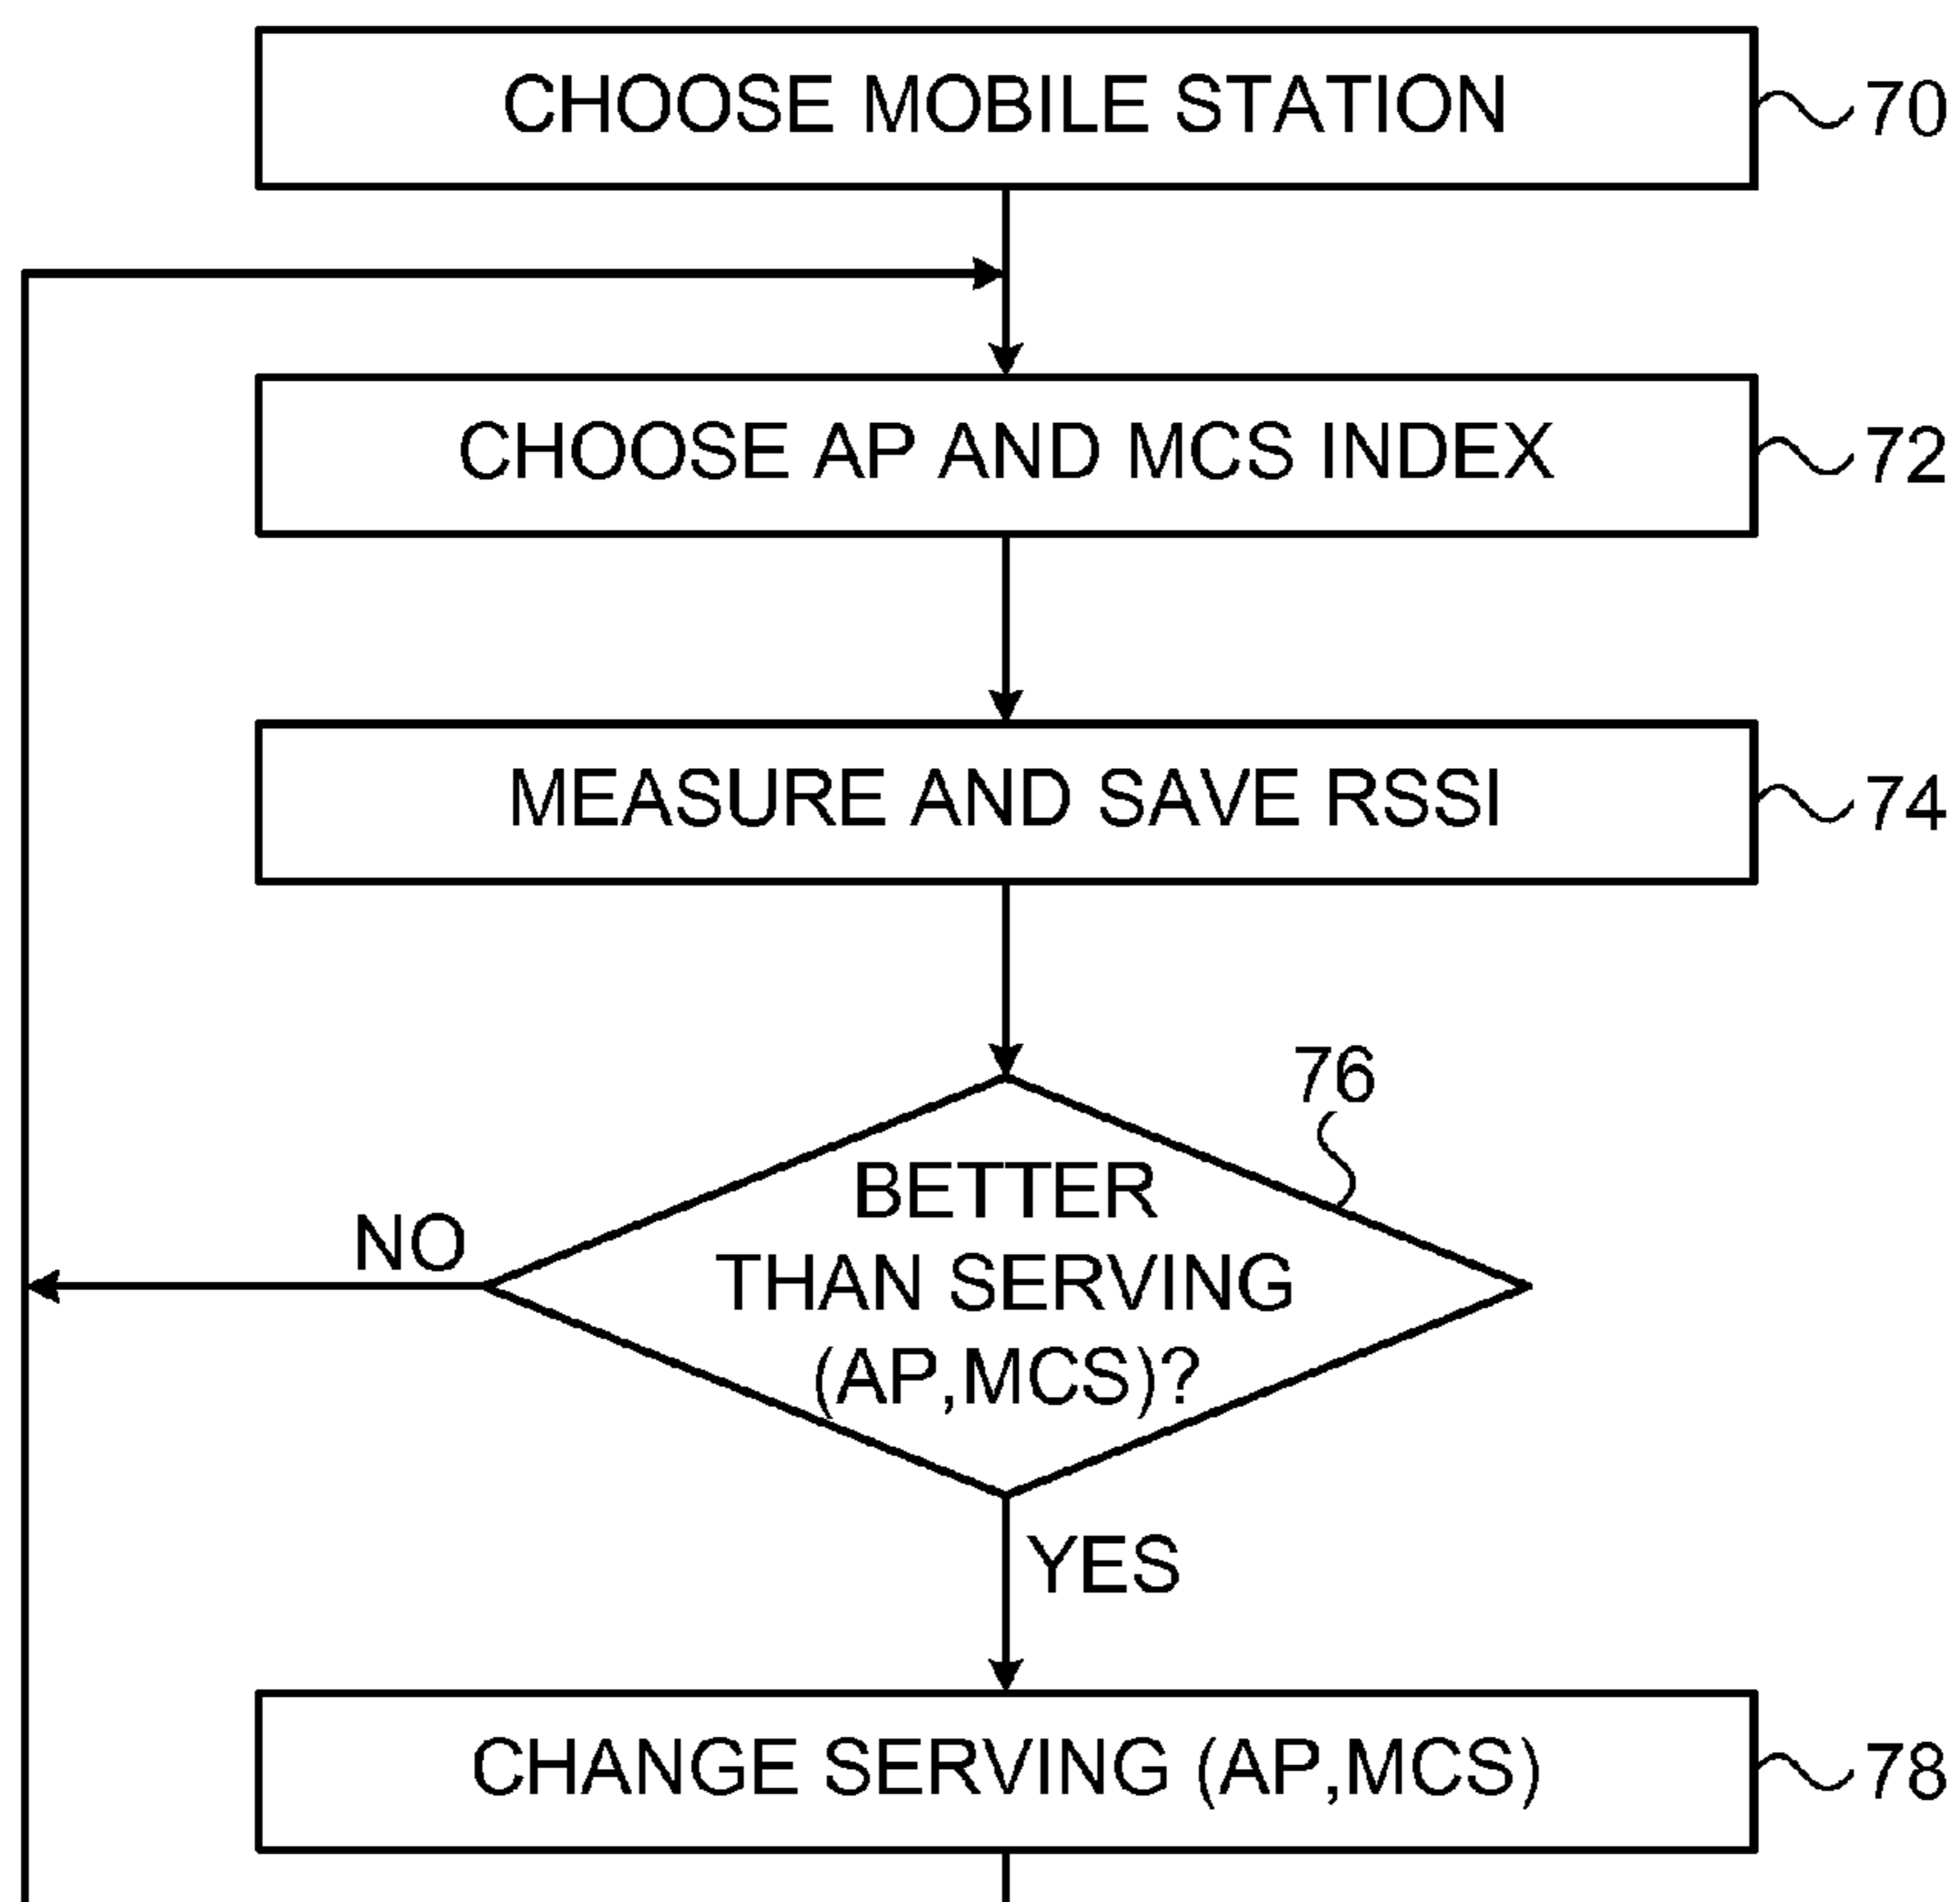 CHOOSE MOBILE STATION
70
CHOOSE AP AND MCS INDEX
72
MEASURE AND SAVE RSSI
74
76
BETTER
THAN SERVING
(AP,MCS)?
NO
YES
CHANGE SERVING (AP,MCS)
78